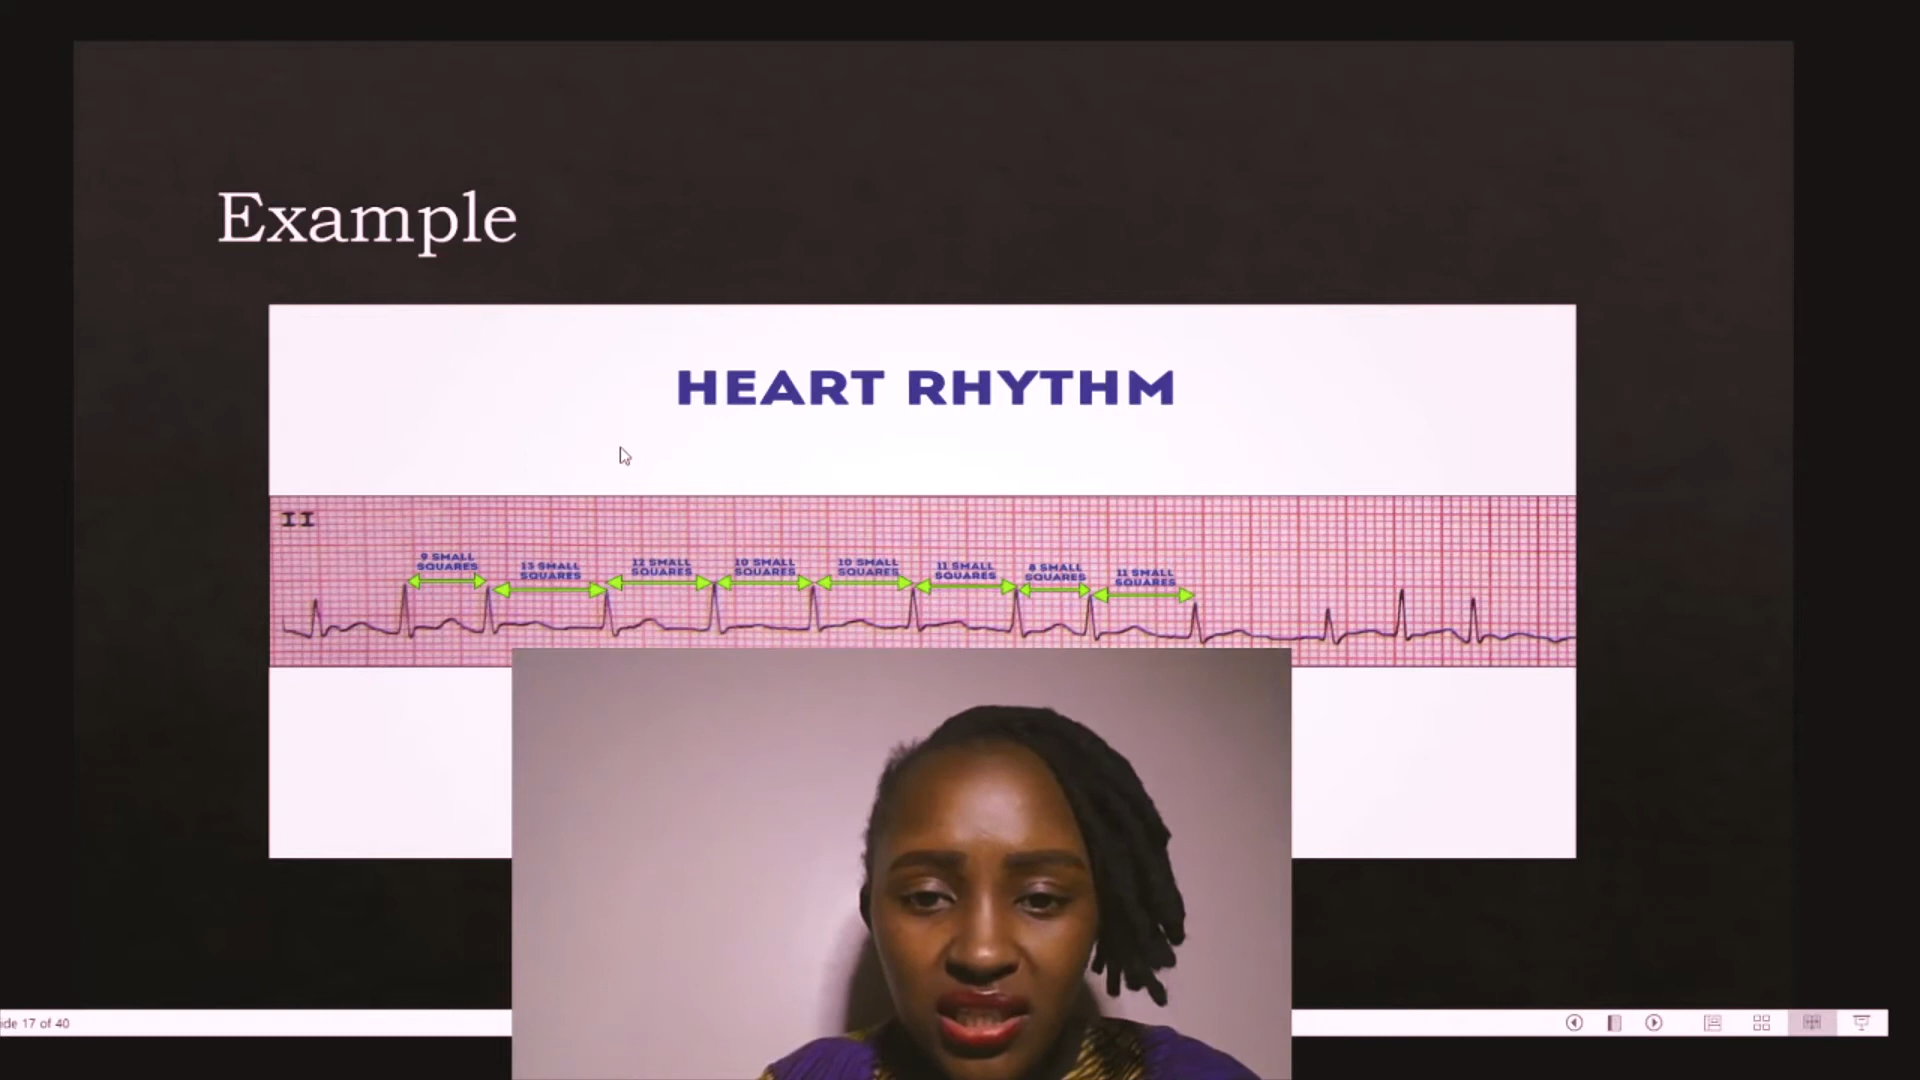 Example
HEART RHYTHM
II
9 SMALL
SQUARES
13 SMALL
SQUARES
12 SMALL
SQUARES
10 SMALL
SQUARES
10 SMALL
SQUARES
11 SMALL
SQUARES
8 SMALL
SQUARES
11 SMALL
SQUARES
ide 17 of 40